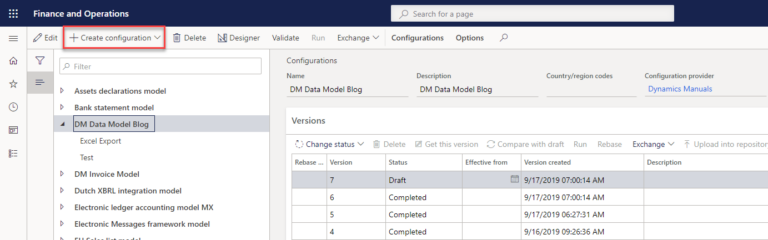 Finance and Operations
Search for a page
Edit
Create configuration
Delete
Designer
Validate
Run
Exchange
Configurations
Options
Filter
Assets declarations model
Bank statement model
DM Data Model Blog
Excel Export
Test
DM Invoice Model
Dutch XBRL integration model
Electronic ledger accounting model MX
Electronic Messages framework model
EU Sales list model
Configurations
Name Description Country/region codes Configuration provider
DM Data Model Blog DM Data Model Blog Dynamics Manuals
Versions
Change status Delete Get this version Compare with draft Run Rebase Exchange Upload into repositor
Rebase ... Version Status Effective from Version created Description
7 Draft 9/17/2019 07:00:14 AM
6 Completed 9/17/2019 07:00:14 AM
5 Completed 9/17/2019 06:27:31 AM
4 Completed 9/16/2019 09:26:36 AM